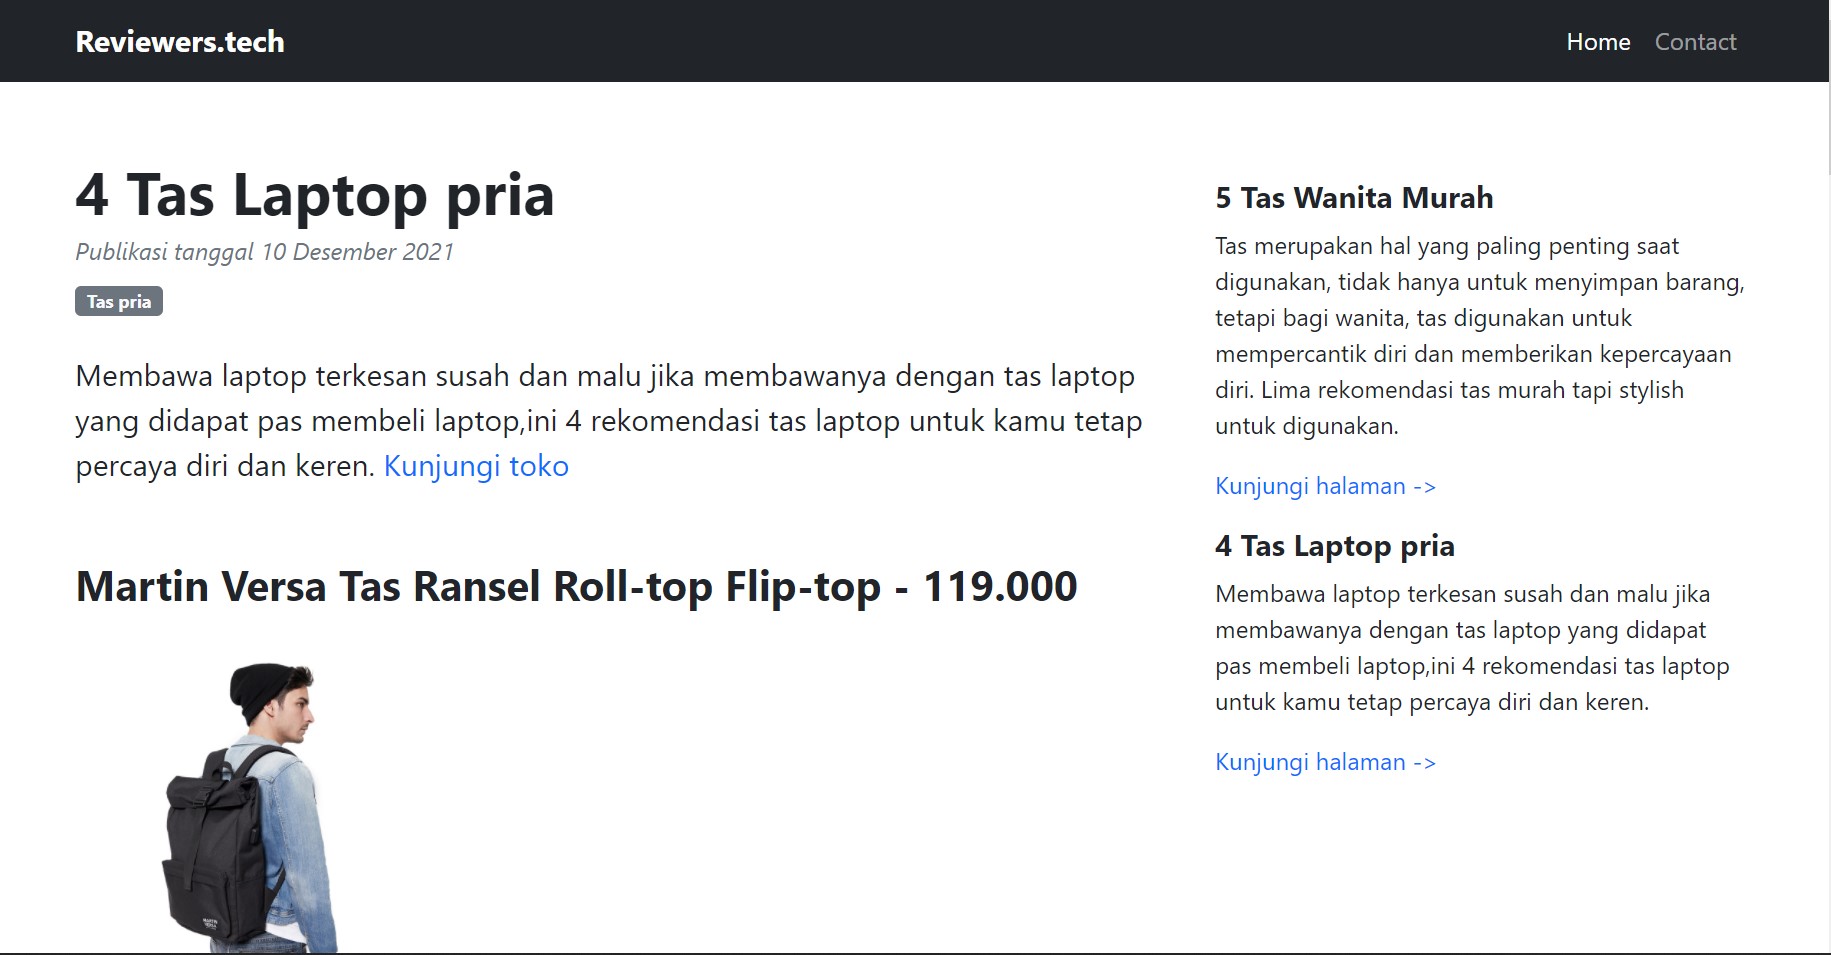 Reviewers.tech
Home Contact
4 Tas Laptop pria
Publikasi tanggal 10 Desember 2021
Tas pria
Membawa laptop terkesan susah dan malu jika membawanya dengan tas laptop
yang didapat pas membeli laptop,ini 4 rekomendasi tas laptop untuk kamu tetap
percaya diri dan keren. Kunjungi toko
Martin Versa Tas Ransel Roll-top Flip-top - 119.000
MARTIN
VERSA
5 Tas Wanita Murah
Tas merupakan hal yang paling penting saat
digunakan, tidak hanya untuk menyimpan barang,
tetapi bagi wanita, tas digunakan untuk
mempercantik diri dan memberikan kepercayaan
diri. Lima rekomendasi tas murah tapi stylish
untuk digunakan.
Kunjungi halaman ->
4 Tas Laptop pria
Membawa laptop terkesan susah dan malu jika
membawanya dengan tas laptop yang didapat
pas membeli laptop,ini 4 rekomendasi tas laptop
untuk kamu tetap percaya diri dan keren.
Kunjungi halaman ->